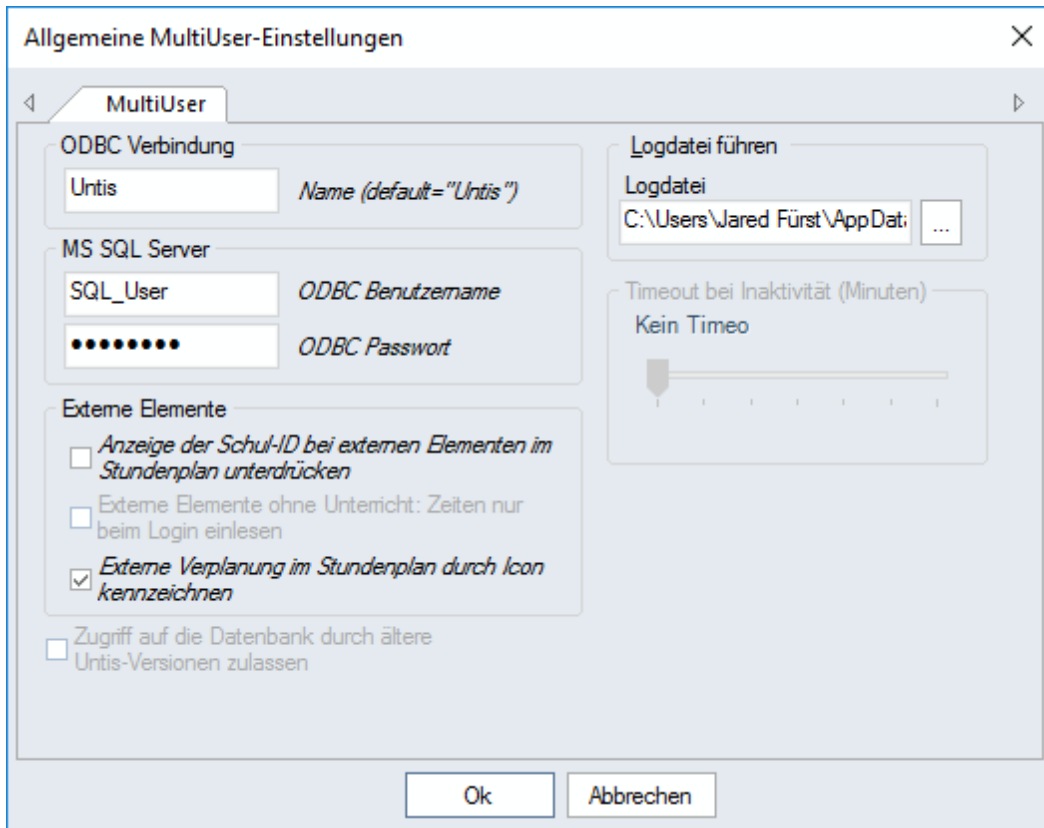 Allgemeine MultiUser-Einstellungen
MultiUser
ODBC Verbindung
Untis
Name (default="Untis")
MS SQL Server
SQL_User
ODBC Benutzername
••••••••
ODBC Passwort
Externe Elemente
Anzeige der Schul-ID bei externen Elementen im
Stundenplan unterdrücken
Externe Elemente ohne Unterricht: Zeiten nur
beim Login einlesen
Externe Verplanung im Stundenplan durch Icon
kennzeichnen
Zugriff auf die Datenbank durch ältere
Untis-Versionen zulassen
Logdatei führen
Logdatei
C:\Users\Jared Fürst\AppData
...
Timeout bei Inaktivität (Minuten)
Kein Timeo
Ok
Abbrechen